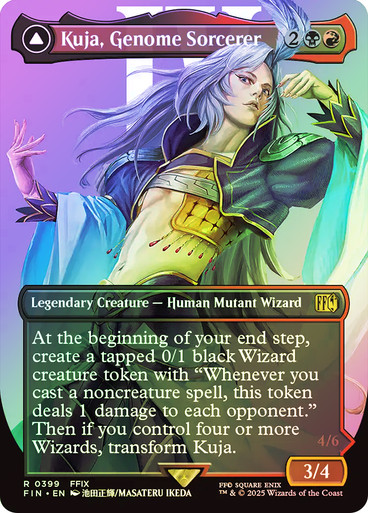 IX
Kuja, Genome Sorcerer 2
Legendary Creature — Human Mutant Wizard
At the beginning of your end step,
create a tapped 0/1 black Wizard
creature token with “Whenever you
cast a noncreature spell, this token
deals 1 damage to each opponent.”
Then if you control four or more
Wizards, transform Kuja.
4/6
3/4
R 0399 FFIX
FIN • EN 池田正輝/MASATERU IKEDA
SQUARE ENIX
™ & © 2025 Wizards of the Coast